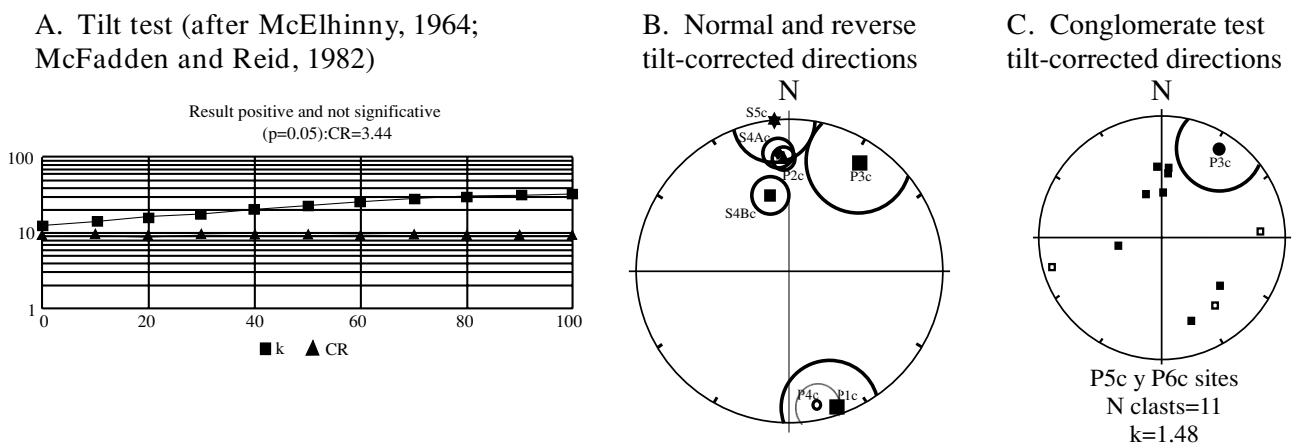 A. Tilt test (after McElhinny, 1964;
McFadden and Reid, 1982)
Result positive and not significative
(p=0.05):CR=3.44
100
10
1
0
20
40
60
80
100
k
CR
B. Normal and reverse
tilt-corrected directions
N
S5c
S4Ac
P2c
P3c
S4Bc
P4c
P1c
C. Conglomerate test
tilt-corrected directions
N
P3c
P5c y P6c sites
N clasts=11
k=1.48